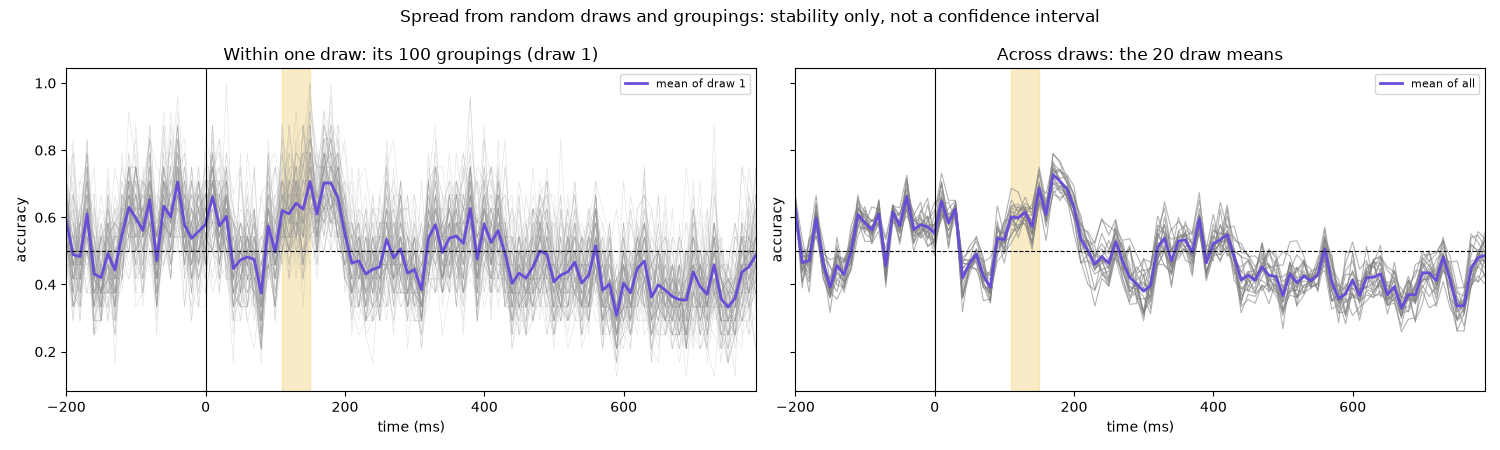 Spread from random draws and groupings: stability only, not a confidence interval
Within one draw: its 100 groupings (draw 1)
Across draws: the 20 draw means
mean of draw 1
mean of all
1.0
0.8
0.6
0.4
0.2
accuracy
accuracy
−200
0
200
400
600
−200
0
200
400
600
time (ms)
time (ms)